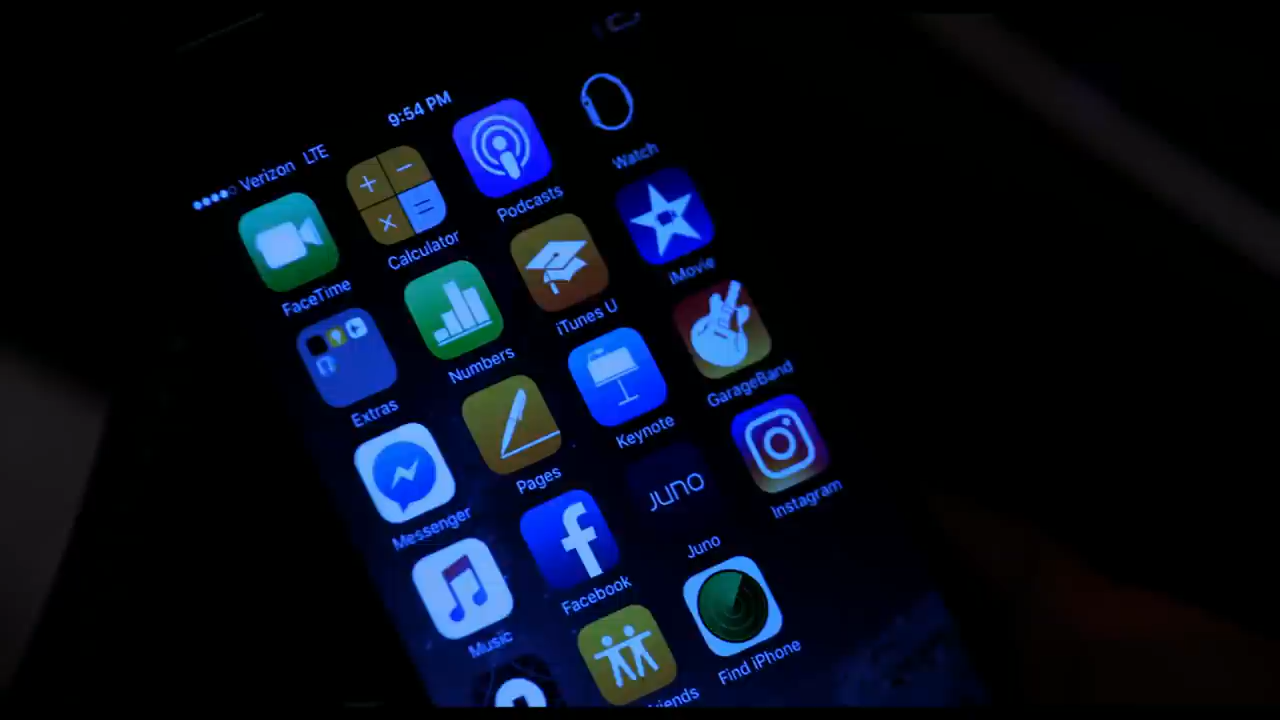 Verizon LTE 9:54 PM
FaceTime Calculator Podcasts Watch
Extras Numbers iTunes U iMovie
Messenger Pages Keynote GarageBand
JUNO
Music Facebook Juno Instagram
Find iPhone